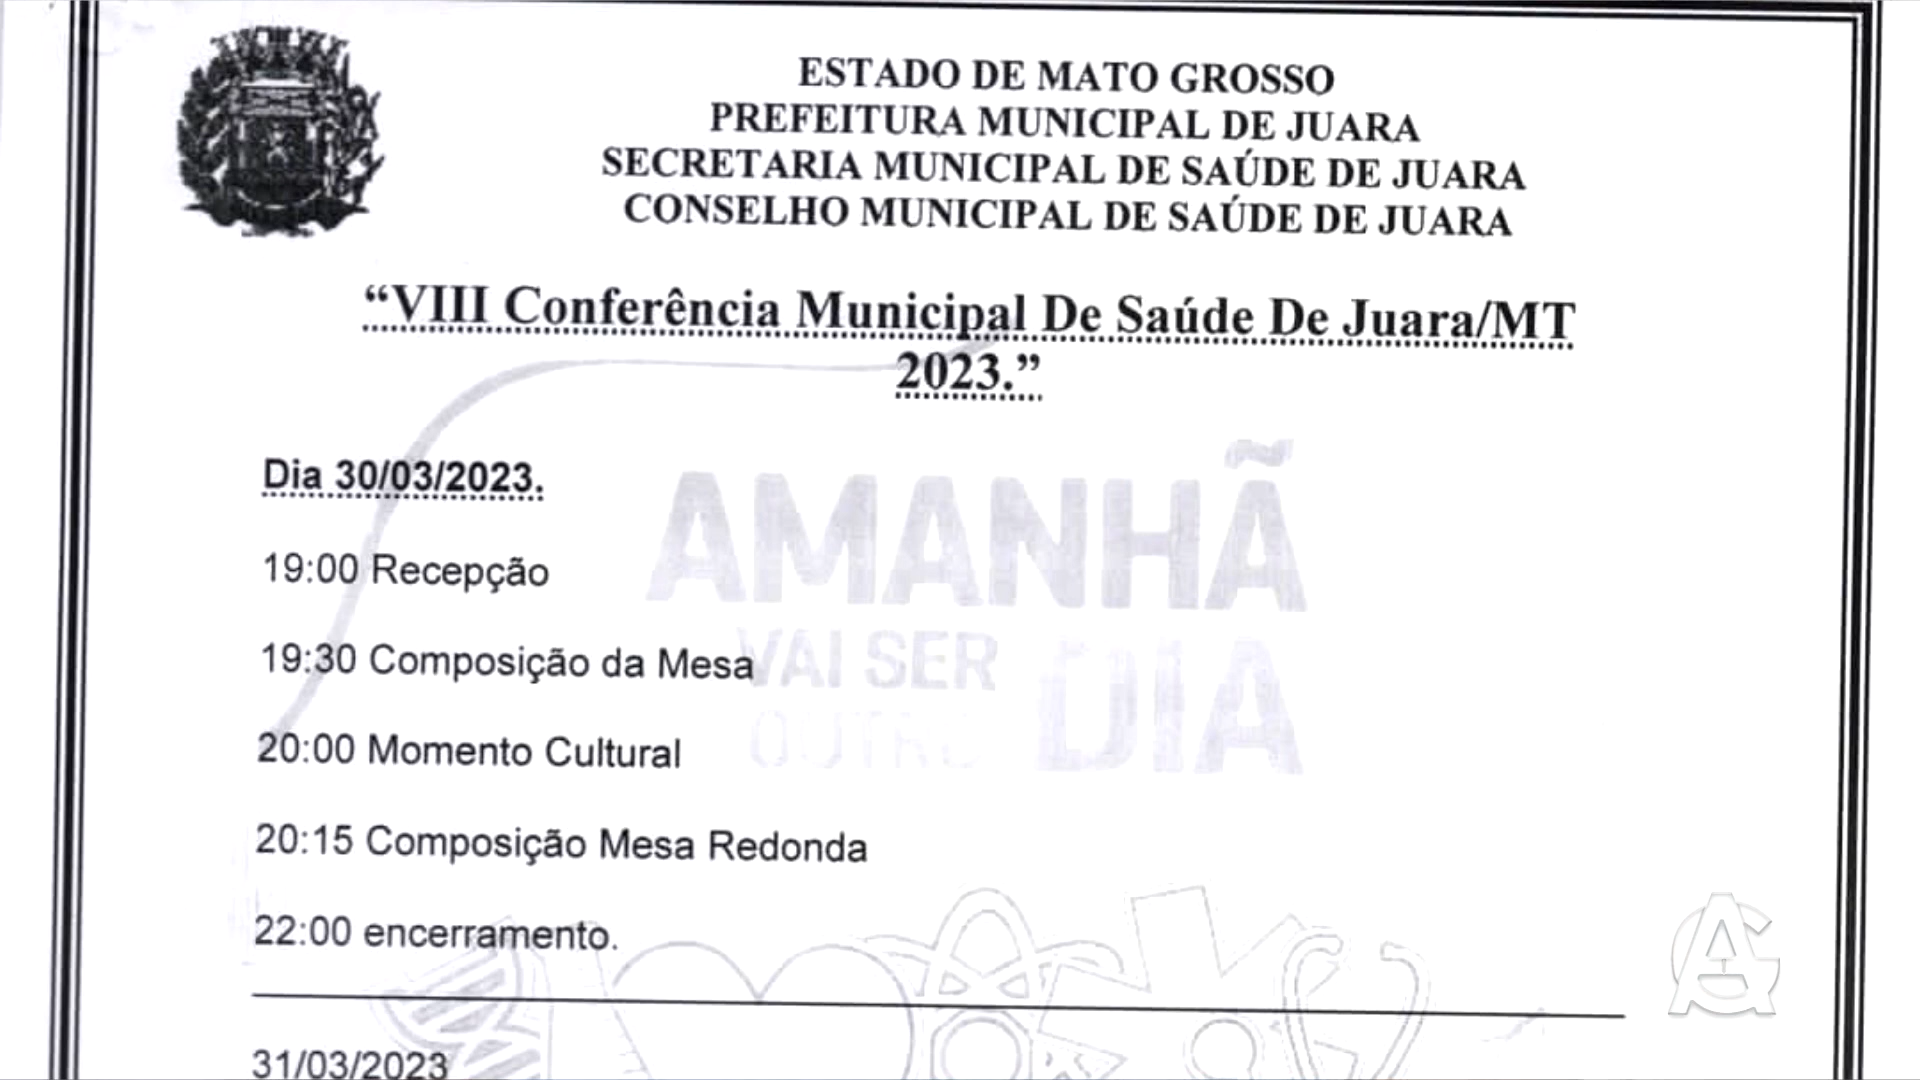 ESTADO DE MATO GROSSO
PREFEITURA MUNICIPAL DE JUARA
SECRETARIA MUNICIPAL DE SAÚDE DE JUARA
CONSELHO MUNICIPAL DE SAÚDE DE JUARA
“VIII Conferência Municipal De Saúde De Juara/MT
2023.”
Dia 30/03/2023.
19:00 Recepção
19:30 Composição da Mesa
20:00 Momento Cultural
20:15 Composição Mesa Redonda
22:00 encerramento.
31/03/2023
AMANHÃ
VAI SER
OUTRO DIA
AG